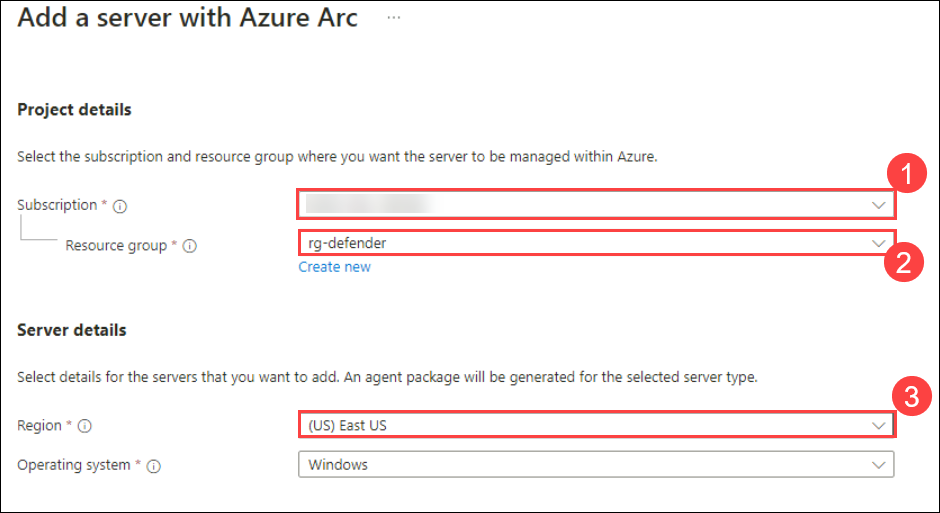 Add a server with Azure Arc ...
Project details
Select the subscription and resource group where you want the server to be managed within Azure.
1
Subscription *
Resource group *
rg-defender
2
Create new
Server details
Select details for the servers that you want to add. An agent package will be generated for the selected server type.
3
Region *
(US) East US
Operating system *
Windows